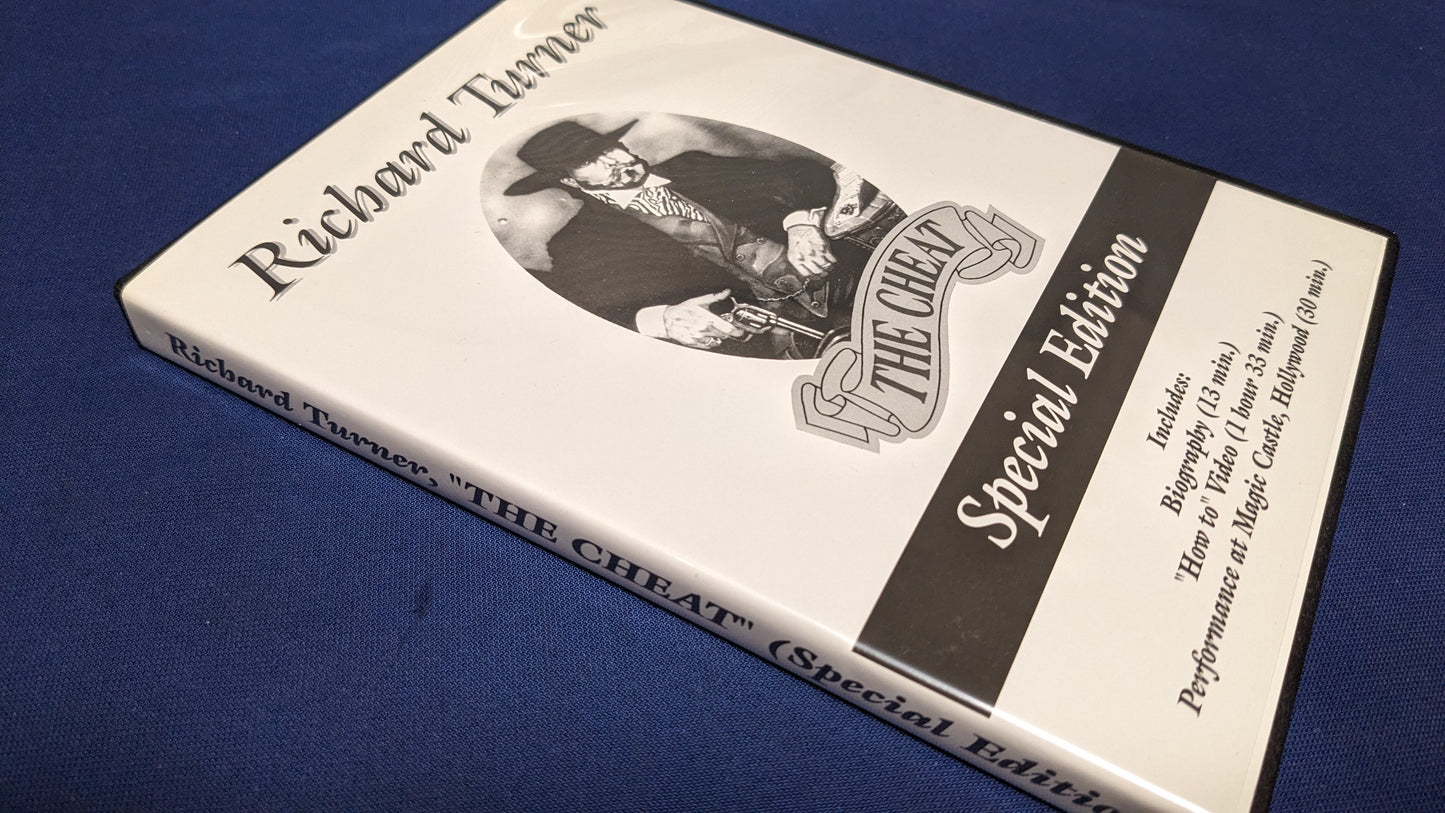 Richard Turner
THE CHEAT
Special Edition
Includes:
Biography (13 min.)
"How to" Video (1 hour 33 min.)
Performance at Magic Castle, Hollywood (30 min.)
Richard Turner, "THE CHEAT" (Special Editio